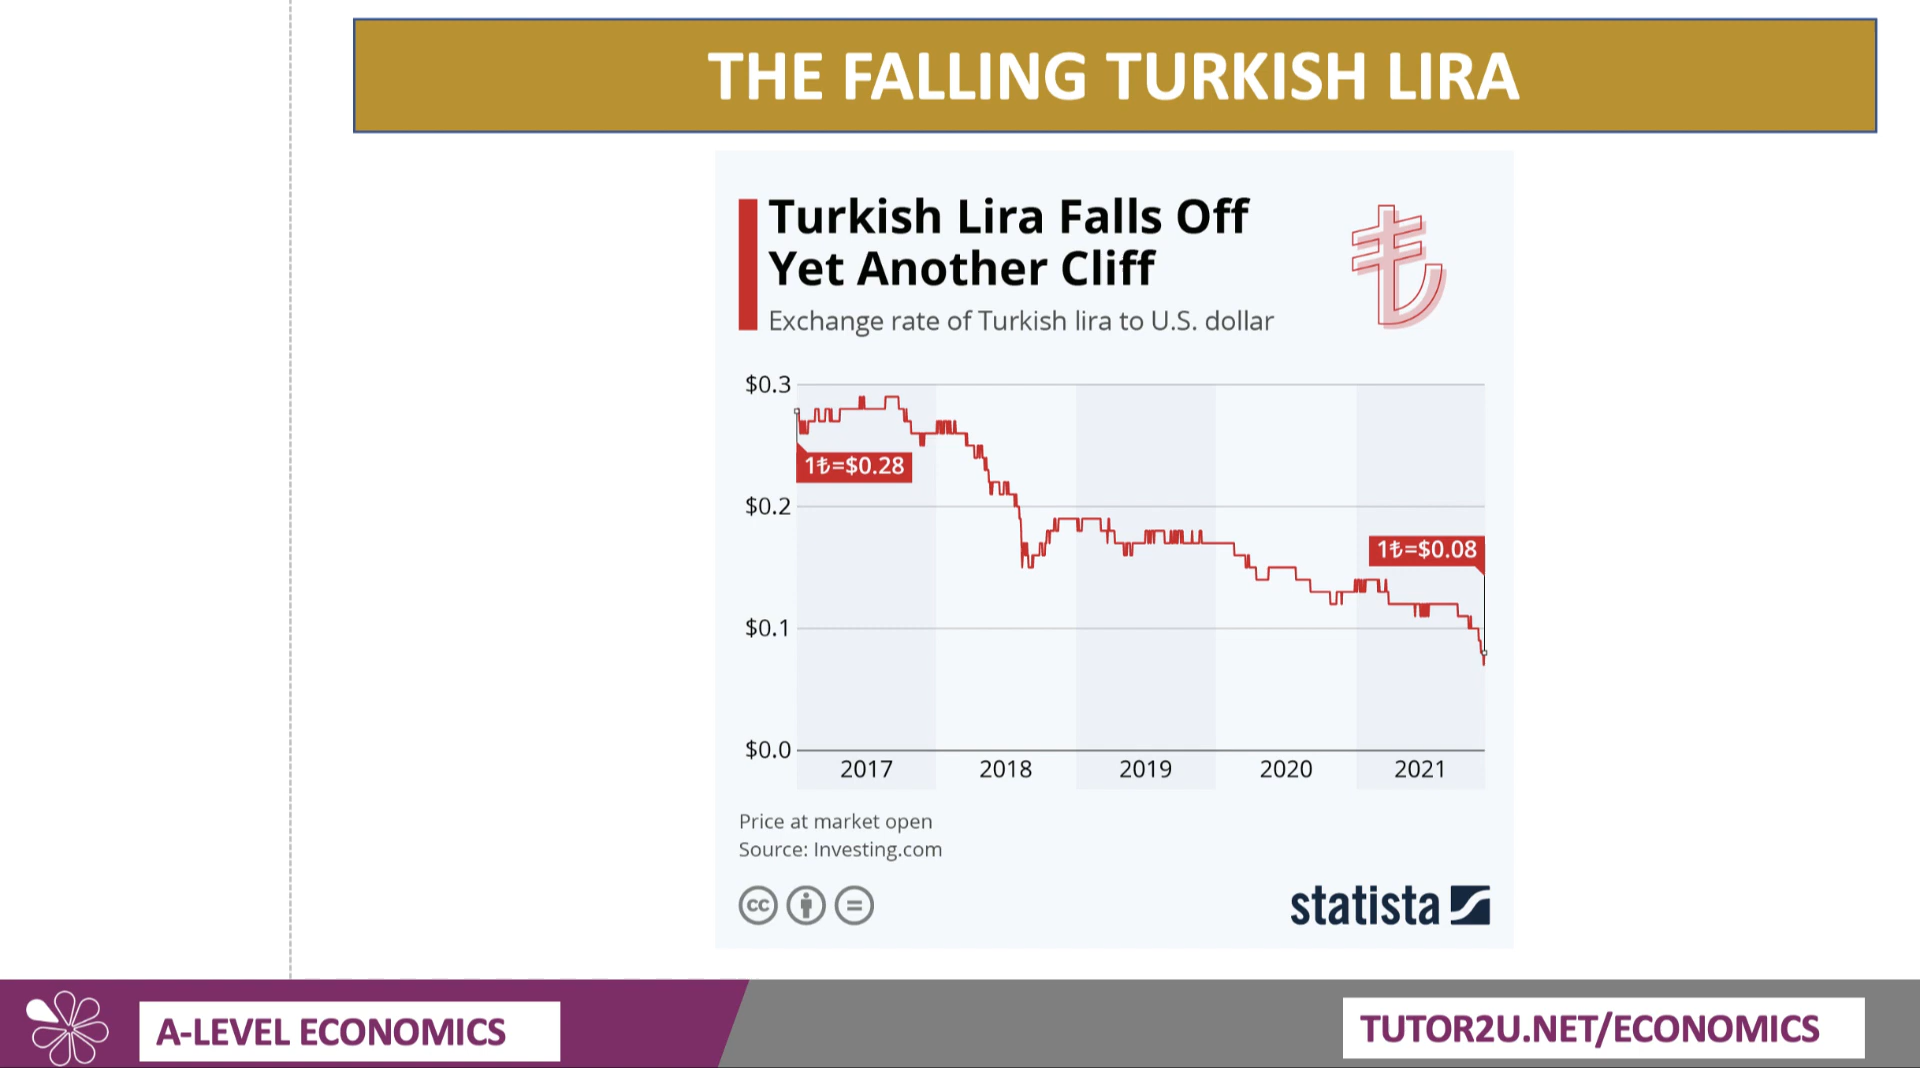 THE FALLING TURKISH LIRA
Turkish Lira Falls Off
Yet Another Cliff
Exchange rate of Turkish lira to U.S. dollar
₺
$0.3
1₺=$0.28
$0.2
1₺=$0.08
$0.1
$0.0
2017 2018 2019 2020 2021
Price at market open
Source: Investing.com
cc =
statista
A-LEVEL ECONOMICS
TUTOR2U.NET/ECONOMICS